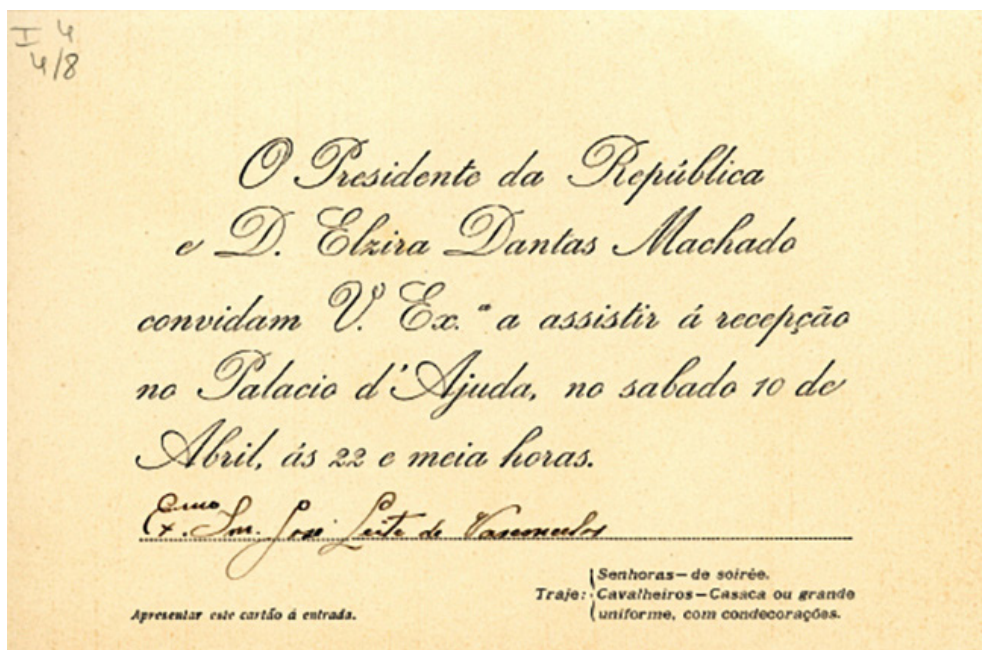 I 4
4/8
O Presidente da República
e D. Elzira Dantas Machado
convidam V. Ex.ª a assistir á recepção
no Palacio d'Ajuda, no sabado 10 de
Abril, ás 22 e meia horas.
Exmo. Snr. José Leite de Vasconcelos
Apresentar este cartão á entrada.
Traje: Senhoras—de soirée.
Cavalheiros—Casaca ou grande
uniforme, com condecorações.